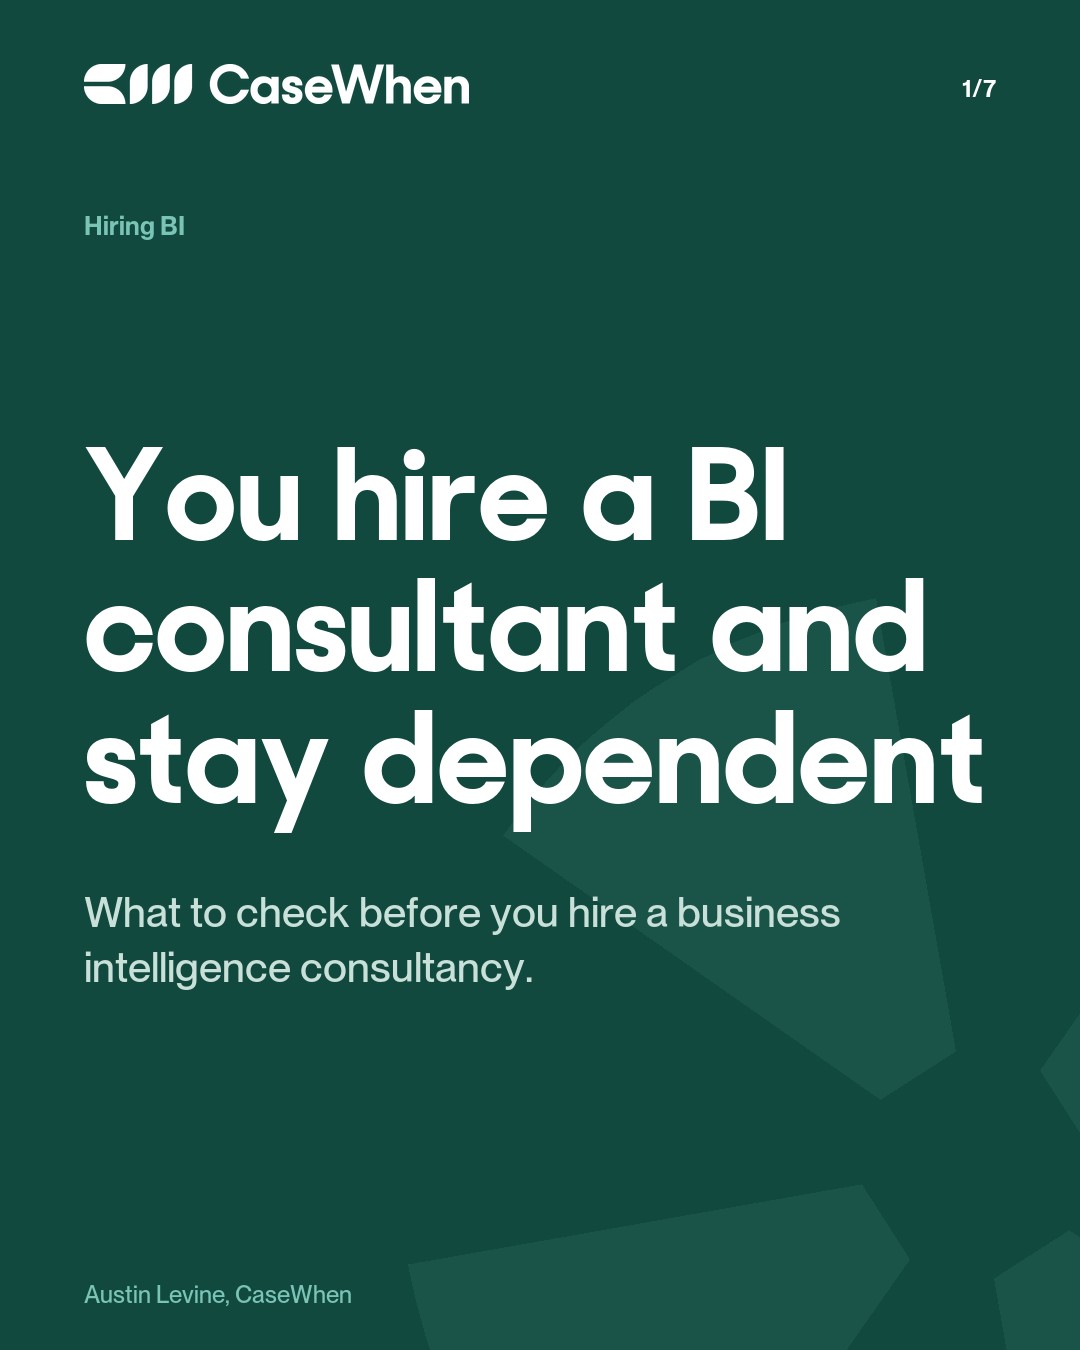 CaseWhen
1/7
Hiring BI
You hire a BI
consultant and
stay dependent
What to check before you hire a business
intelligence consultancy.
Austin Levine, CaseWhen